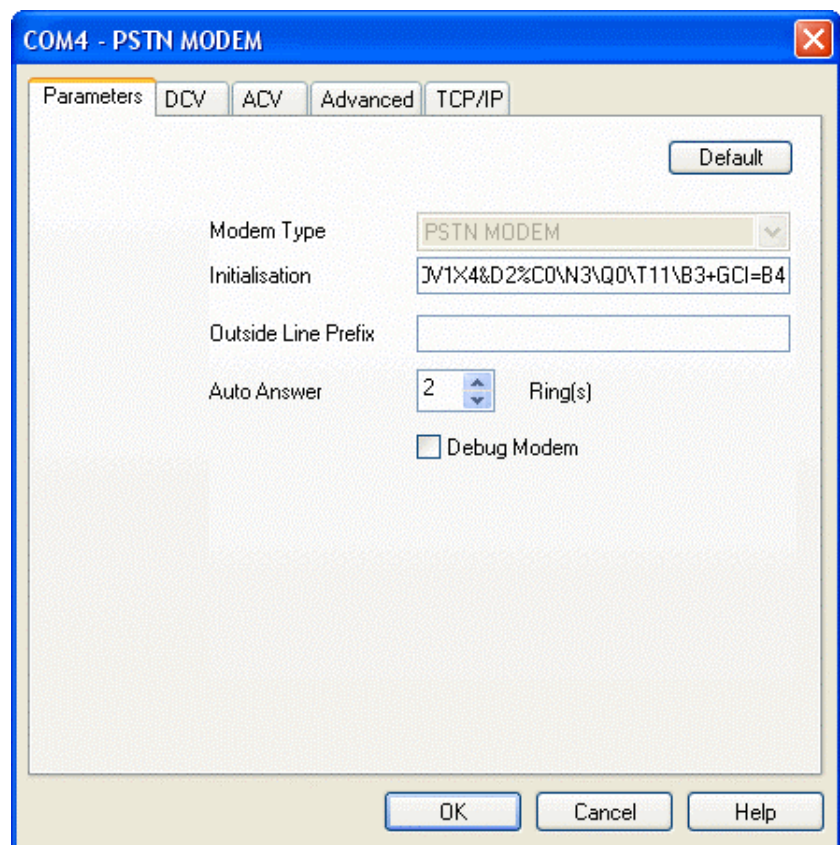 COM4 - PSTN MODEM
Parameters DCV ACV Advanced TCP/IP
Default
Modem Type PSTN MODEM
Initialisation V1X4&D2%C0\N3\Q0\T11\B3+GCI=B4
Outside Line Prefix
Auto Answer 2 Ring(s)
Debug Modem
OK Cancel Help